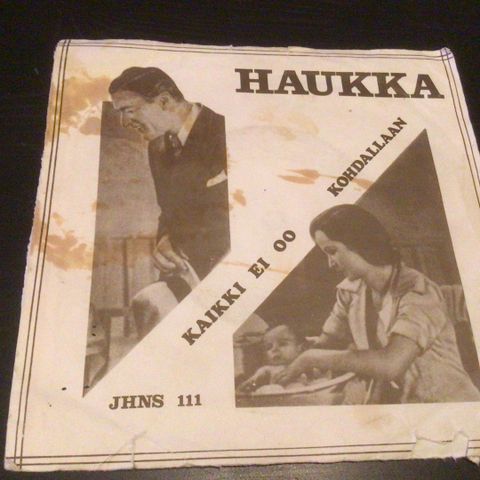 HAUKKA
KAIKKI EI OO KOHDALLAAN
JHNS 111